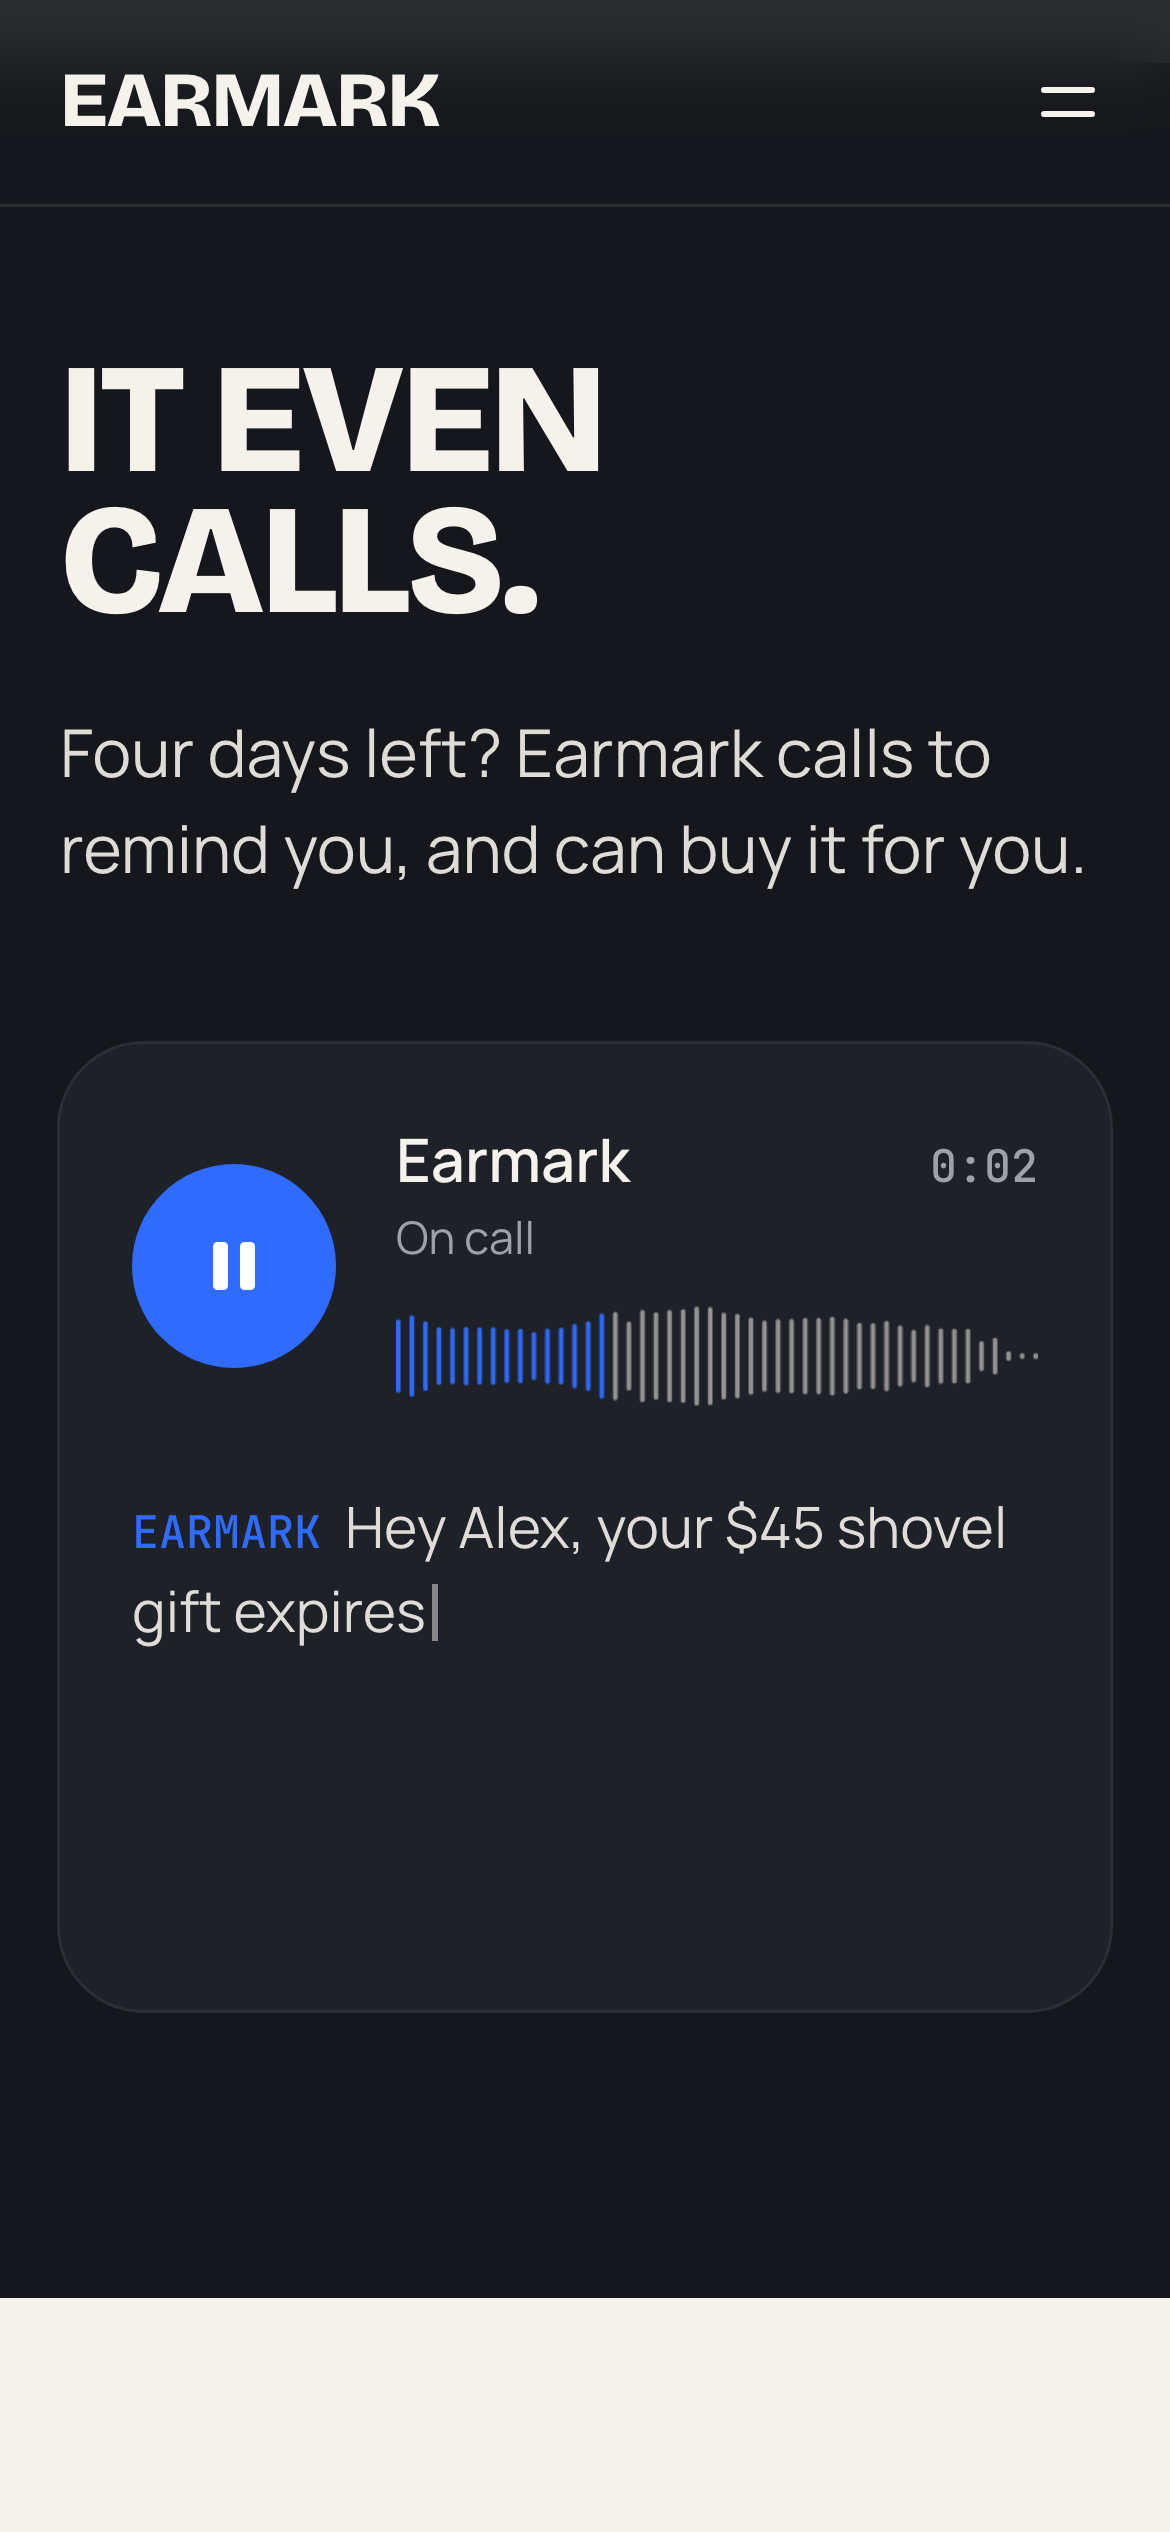 EARMARK
IT EVEN
CALLS.
Four days left? Earmark calls to
remind you, and can buy it for you.
Earmark
0:02
On call
EARMARK Hey Alex, your $45 shovel
gift expires